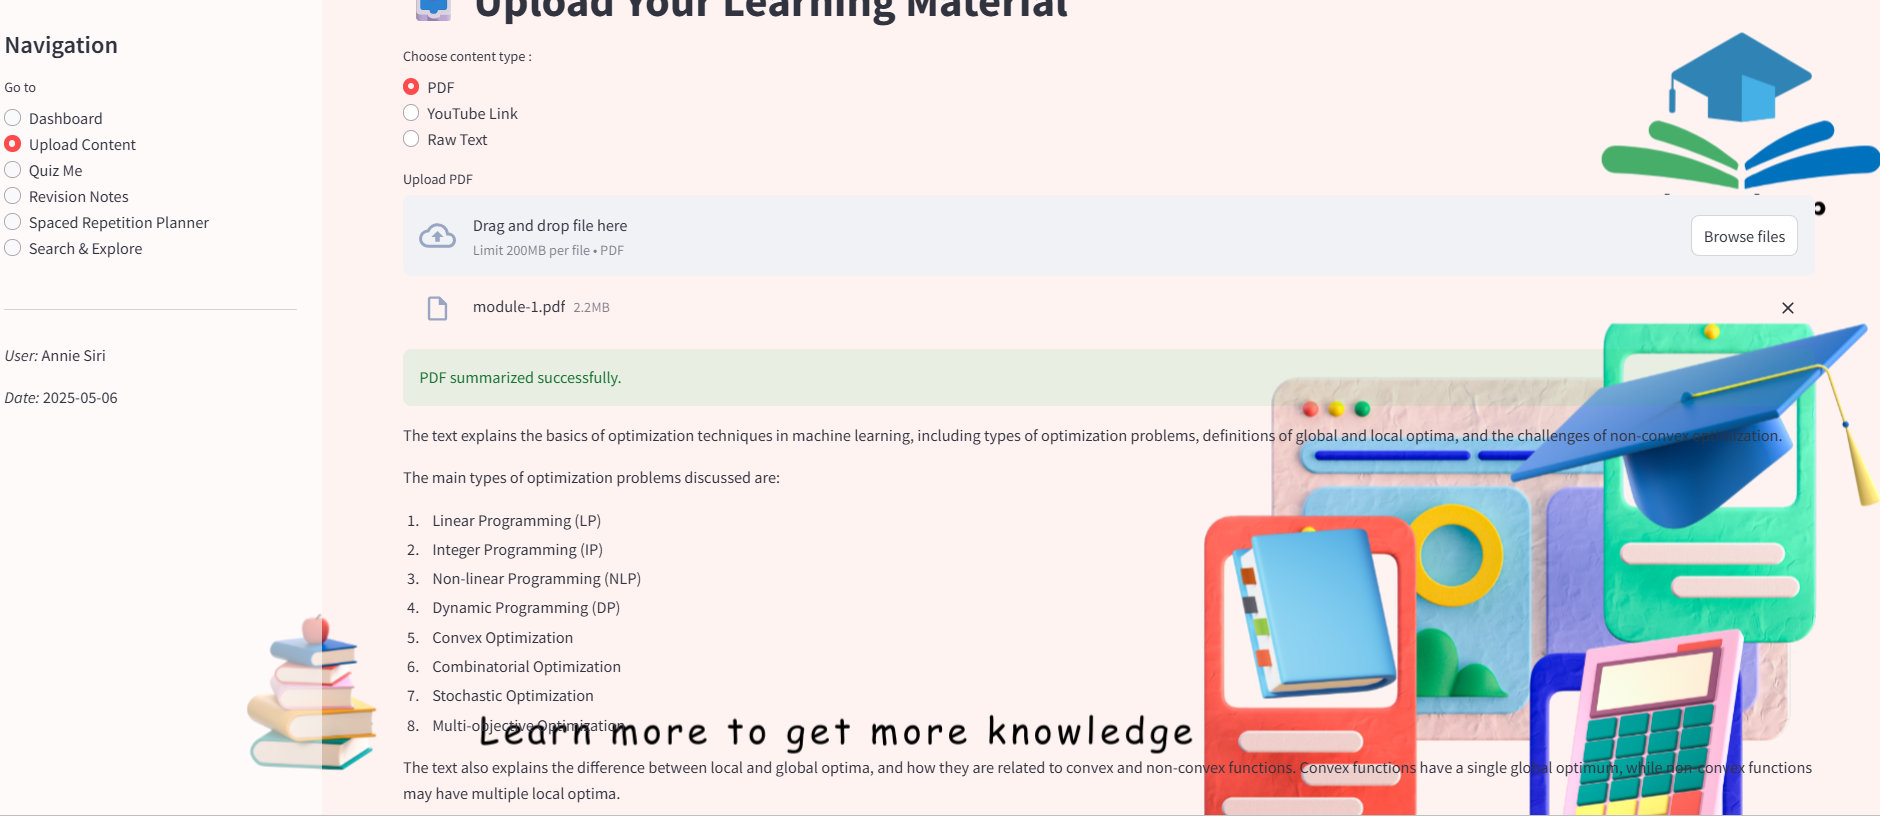 Upload Your Learning Material
Navigation
Go to
Dashboard
Upload Content
Quiz Me
Revision Notes
Spaced Repetition Planner
Search & Explore
User: Annie Siri
Date: 2025-05-06
Choose content type :
PDF
YouTube Link
Raw Text
Upload PDF
Drag and drop file here
Limit 200MB per file • PDF
Browse files
module-1.pdf 2.2MB
PDF summarized successfully.
The text explains the basics of optimization techniques in machine learning, including types of optimization problems, definitions of global and local optima, and the challenges of non-convex optimization.
The main types of optimization problems discussed are:
1. Linear Programming (LP)
2. Integer Programming (IP)
3. Non-linear Programming (NLP)
4. Dynamic Programming (DP)
5. Convex Optimization
6. Combinatorial Optimization
7. Stochastic Optimization
8. Multi-objective Optimization
Learn more to get more knowledge
The text also explains the difference between local and global optima, and how they are related to convex and non-convex functions. Convex functions have a single global optimum, while non-convex functions
may have multiple local optima.